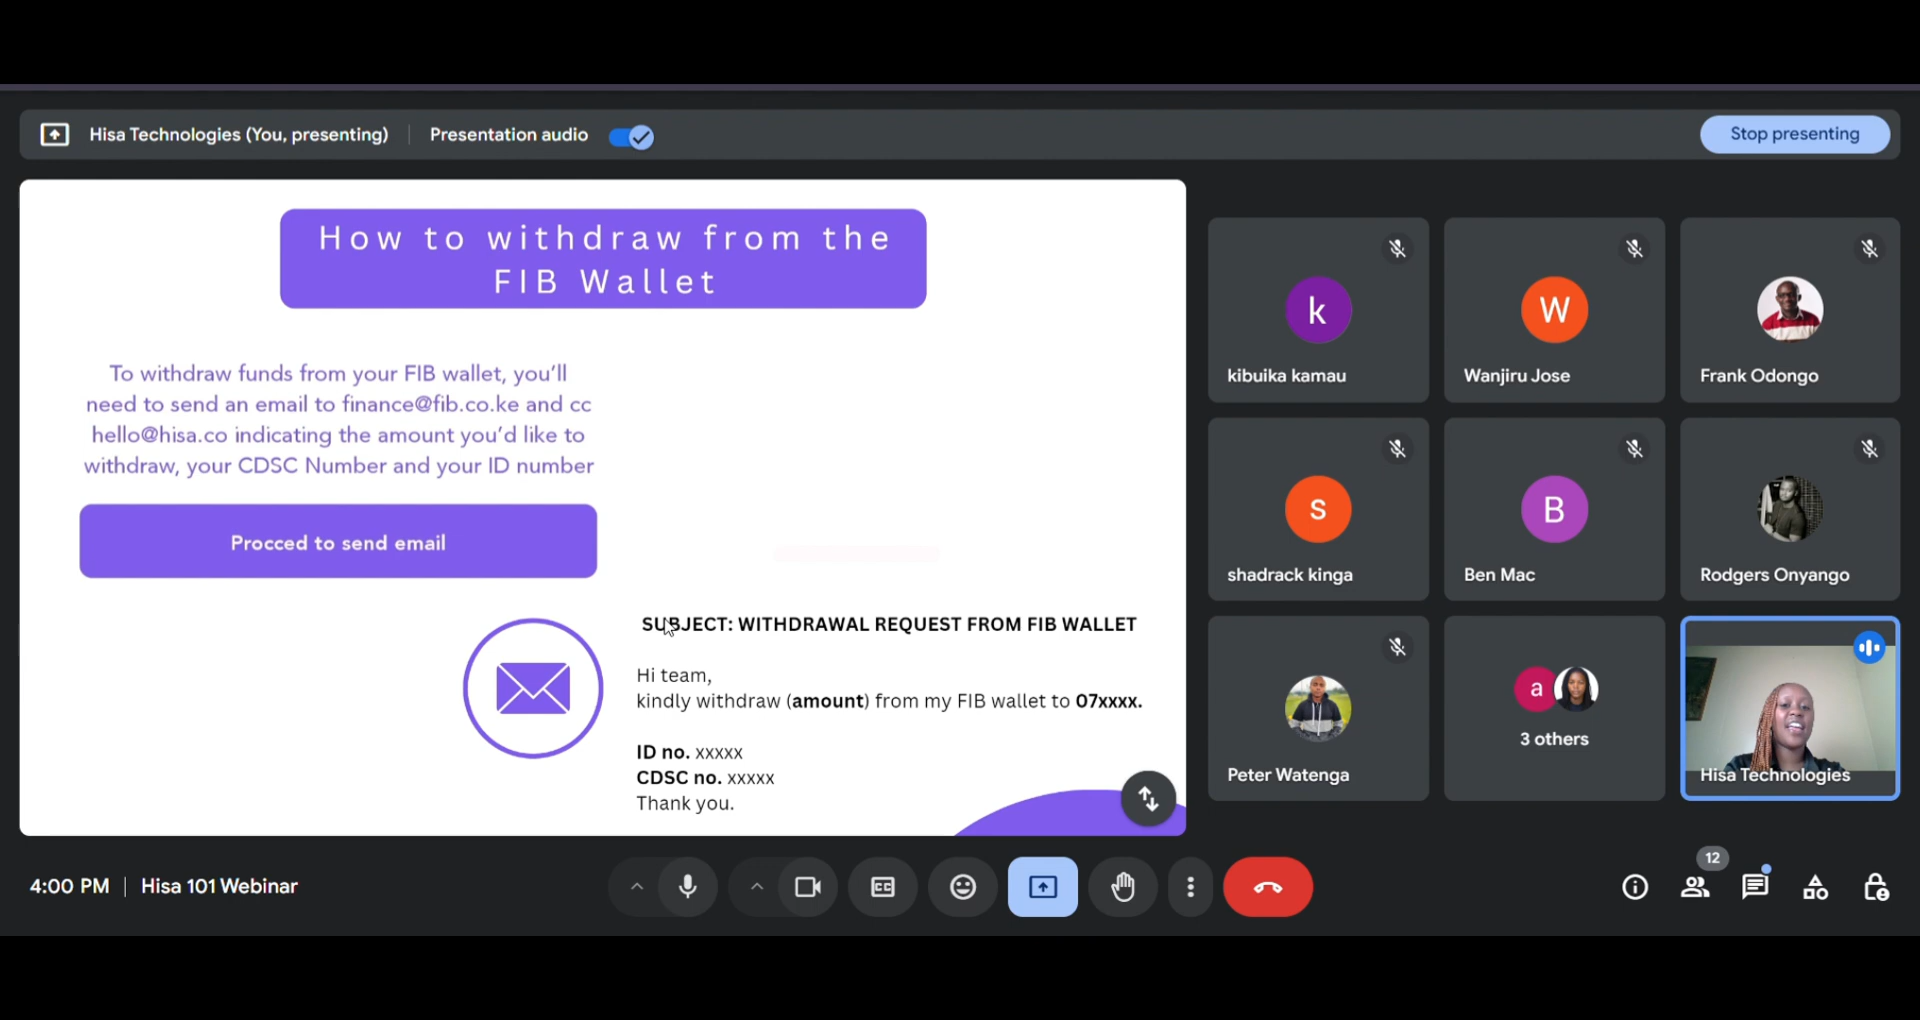 Hisa Technologies (You, presenting)
Presentation audio
Stop presenting
How to withdraw from the
FIB Wallet
To withdraw funds from your FIB wallet, you'll
need to send an email to finance@fib.co.ke and cc
hello@hisa.co indicating the amount you'd like to
withdraw, your CDSC Number and your ID number
Procced to send email
SUBJECT: WITHDRAWAL REQUEST FROM FIB WALLET
Hi team,
kindly withdraw (amount) from my FIB wallet to 07xxxx.
ID no. xxxxx
CDSC no. xxxxx
Thank you.
k
kibuika kamau
W
Wanjiru Jose
Frank Odongo
s
shadrack kinga
B
Ben Mac
Rodgers Onyango
Peter Watenga
a
3 others
Hisa Technologies
4:00 PM | Hisa 101 Webinar
CC
12